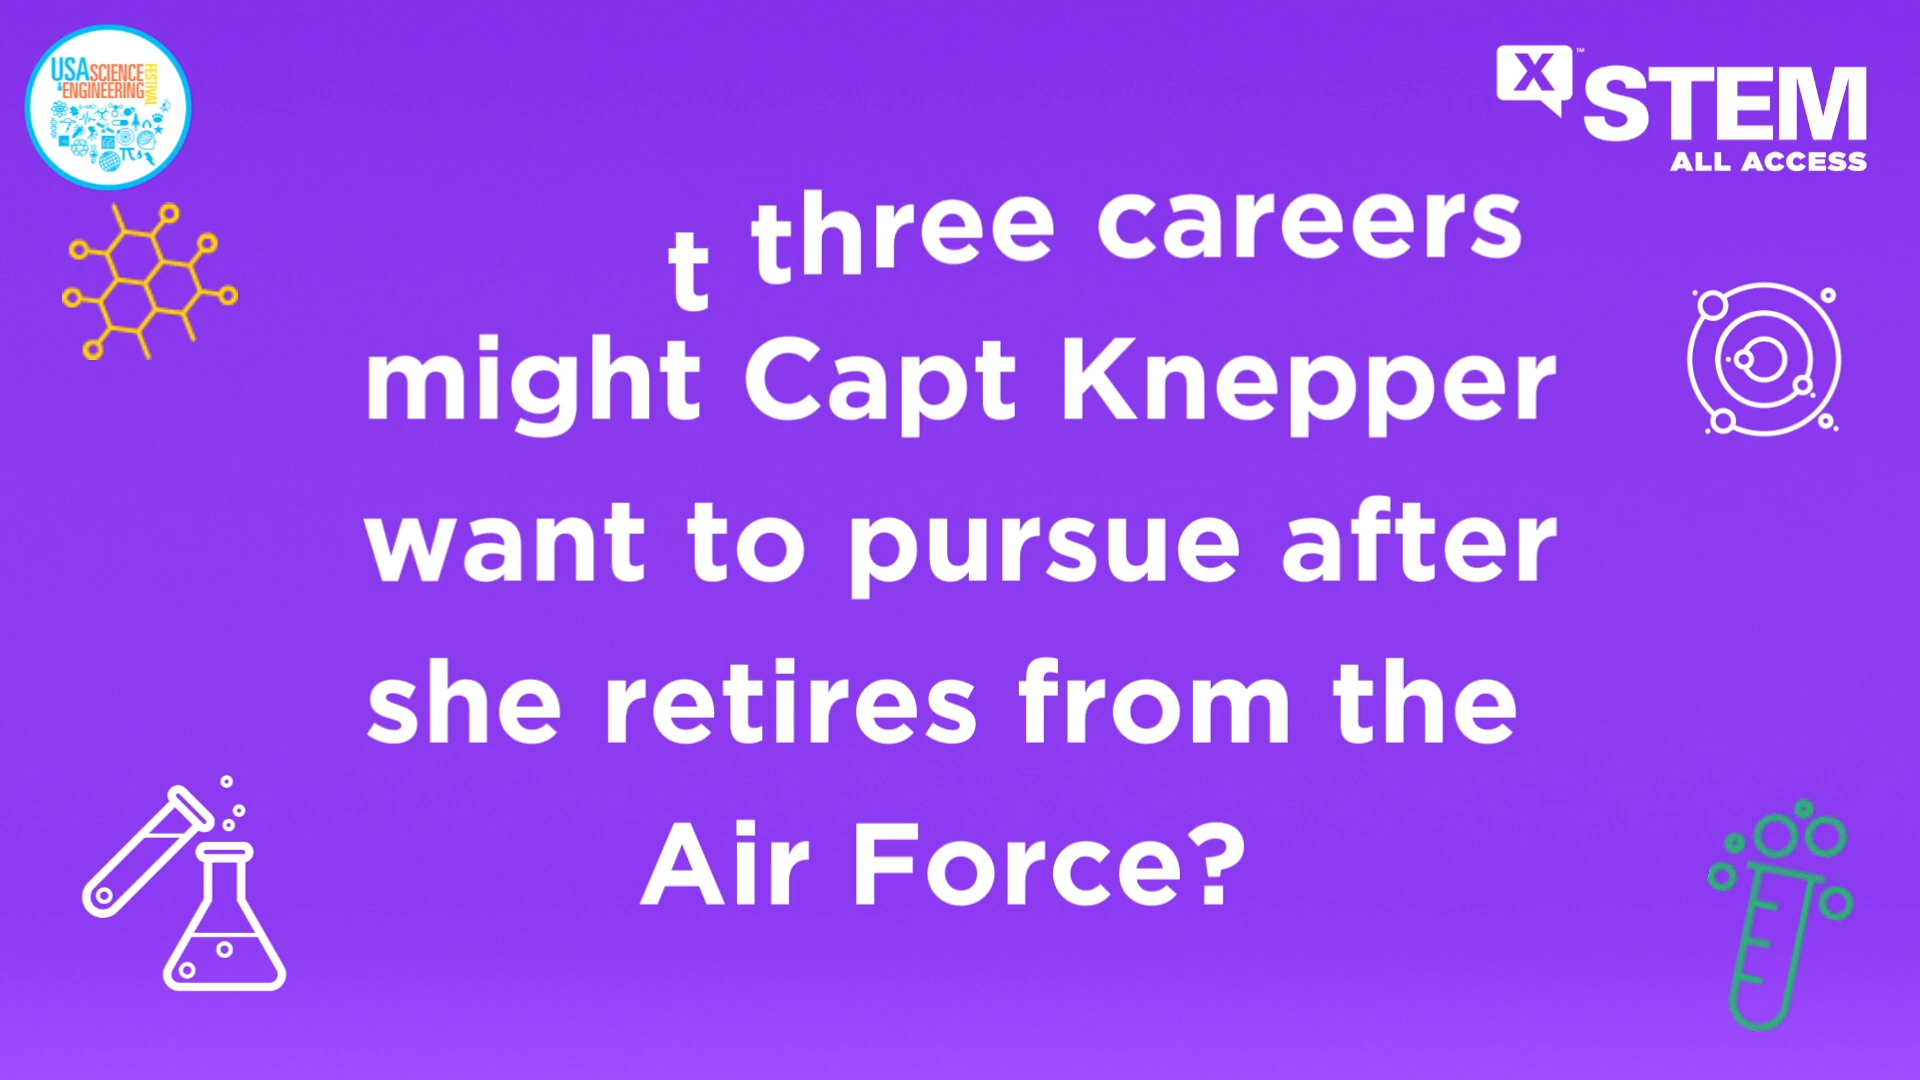 USA SCIENCE
& ENGINEERING
FESTIVAL
X STEM
ALL ACCESS
t three careers
might Capt Knepper
want to pursue after
she retires from the
Air Force?